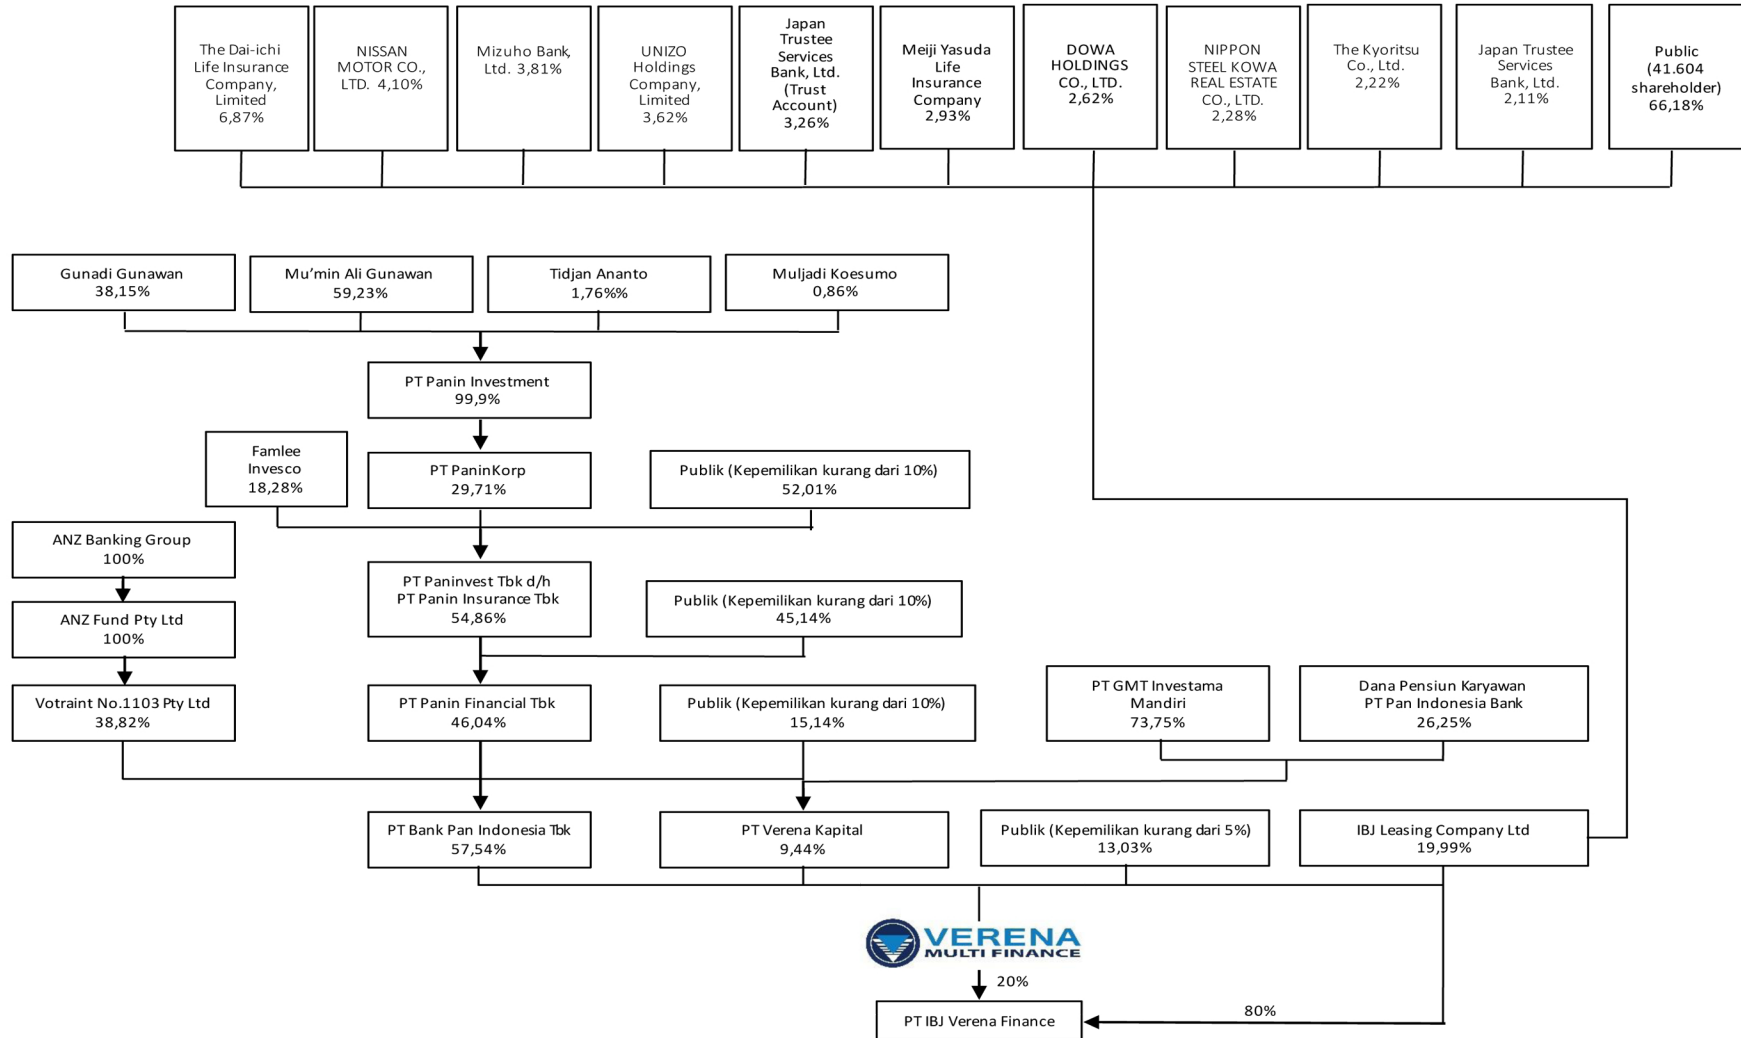 The Dai-ichi
Life Insurance
Company,
Limited
6,87%
NISSAN
MOTOR CO.,
LTD. 4,10%
Mizuho Bank,
Ltd. 3,81%
UNIZO
Holdings
Company,
Limited
3,62%
Japan
Trustee
Services
Bank, Ltd.
(Trust
Account)
3,26%
Meiji Yasuda
Life
Insurance
Company
2,93%
DOWA
HOLDINGS
CO., LTD.
2,62%
NIPPON
STEEL KOWA
REAL ESTATE
CO., LTD.
2,28%
The Kyoritsu
Co., Ltd.
2,22%
Japan Trustee
Services
Bank, Ltd.
2,11%
Public
(41.604
shareholder)
66,18%
Gunadi Gunawan
38,15%
Mu’min Ali Gunawan
59,23%
Tidjan Ananto
1,76%%
Muljadi Koesumo
0,86%
PT Panin Investment
99,9%
Famlee
Invesco
18,28%
PT PaninKorp
29,71%
Publik (Kepemilikan kurang dari 10%)
52,01%
ANZ Banking Group
100%
PT Paninvest Tbk d/h
PT Panin Insurance Tbk
54,86%
Publik (Kepemilikan kurang dari 10%)
45,14%
ANZ Fund Pty Ltd
100%
Votraint No.1103 Pty Ltd
38,82%
PT Panin Financial Tbk
46,04%
Publik (Kepemilikan kurang dari 10%)
15,14%
PT GMT Investama
Mandiri
73,75%
Dana Pensiun Karyawan
PT Pan Indonesia Bank
26,25%
PT Bank Pan Indonesia Tbk
57,54%
PT Verena Kapital
9,44%
Publik (Kepemilikan kurang dari 5%)
13,03%
IBJ Leasing Company Ltd
19,99%
VERENA
MULTI FINANCE
20%
80%
PT IBJ Verena Finance